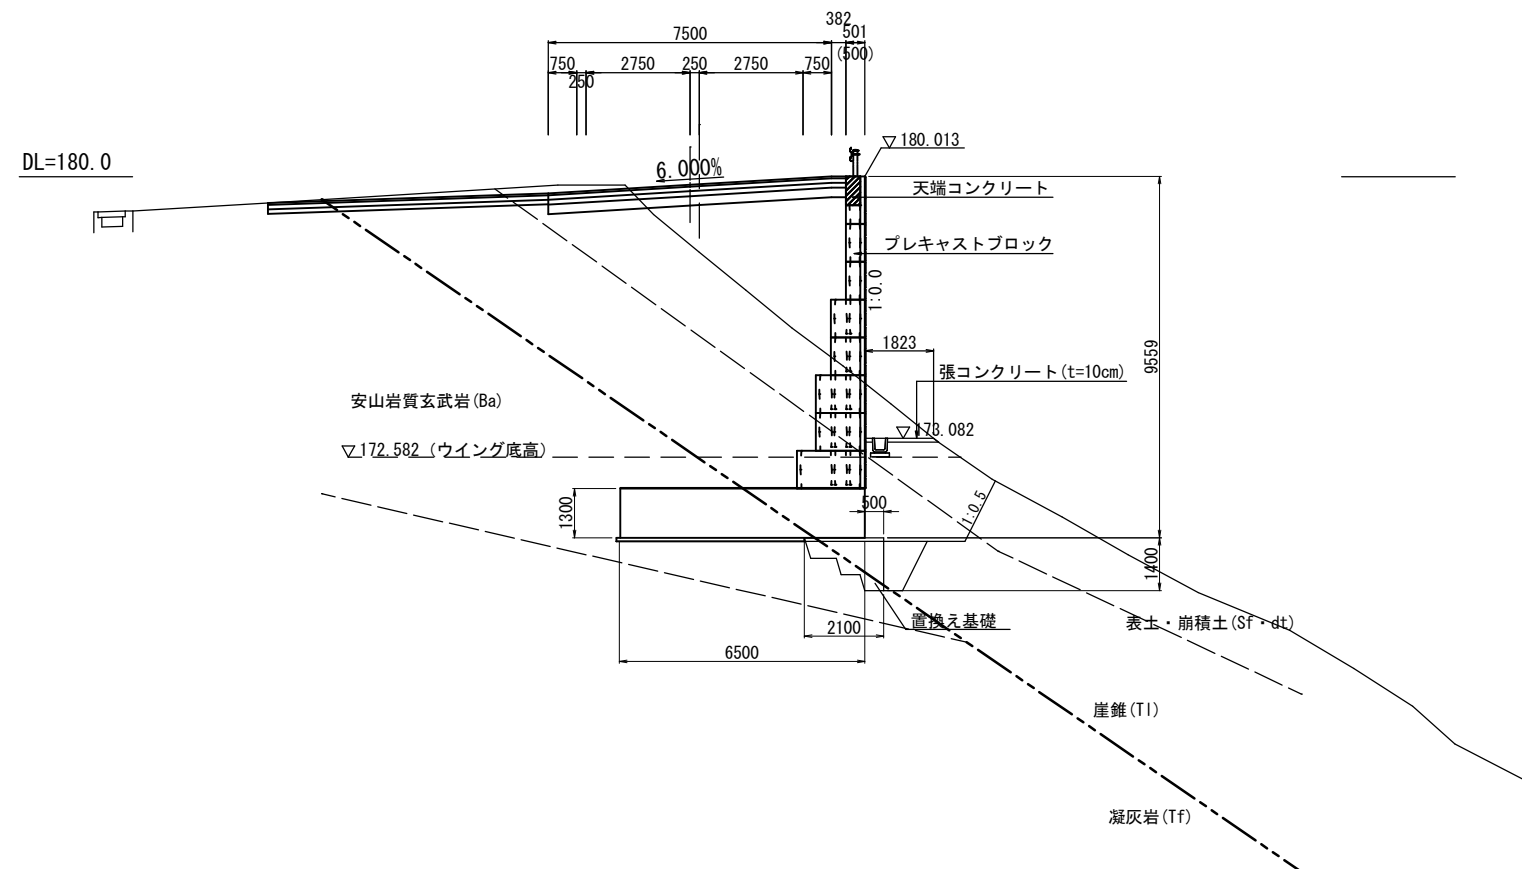 382
7500
501
(500)
750
250
2750
250
2750
750
▽180.013
DL=180.0
6.000%
天端コンクリート
プレキャストブロック
1:0.0
1823
9559
張コンクリート(t=10cm)
安山岩質玄武岩(Ba)
▽173.082
▽172.582 (ウイング底高)
1300
500
1:0.5
1400
置換え基礎
2100
表土・崩積土(Sf・dt)
6500
崖錐(Tl)
凝灰岩(Tf)